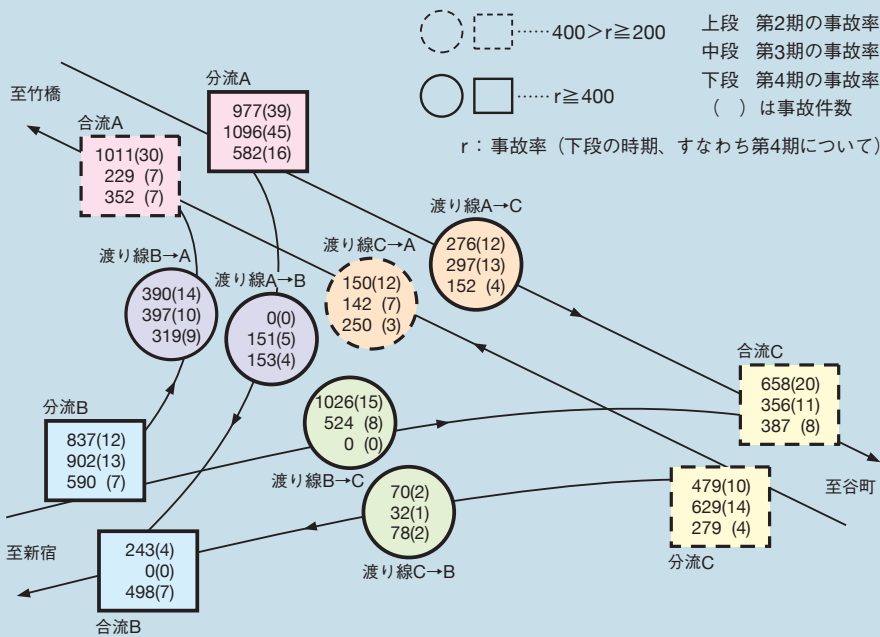 ……400>r≧200
……r≧400
上段 第2期の事故率
中段 第3期の事故率
下段 第4期の事故率
( )は事故件数
r：事故率（下段の時期、すなわち第4期について）
至竹橋
分流A
977(39)
1096(45)
582(16)
合流A
1011(30)
229 (7)
352 (7)
渡り線A→C
276(12)
297(13)
152 (4)
渡り線C→A
150(12)
142 (7)
250 (3)
渡り線B→A
390(14)
397(10)
319(9)
渡り線A→B
0(0)
151(5)
153(4)
合流C
658(20)
356(11)
387 (8)
分流B
837(12)
902(13)
590 (7)
1026(15)
524 (8)
0 (0)
渡り線B→C
70(2)
32(1)
78(2)
渡り線C→B
479(10)
629(14)
279 (4)
分流C
至谷町
至新宿
243(4)
0(0)
498(7)
合流B